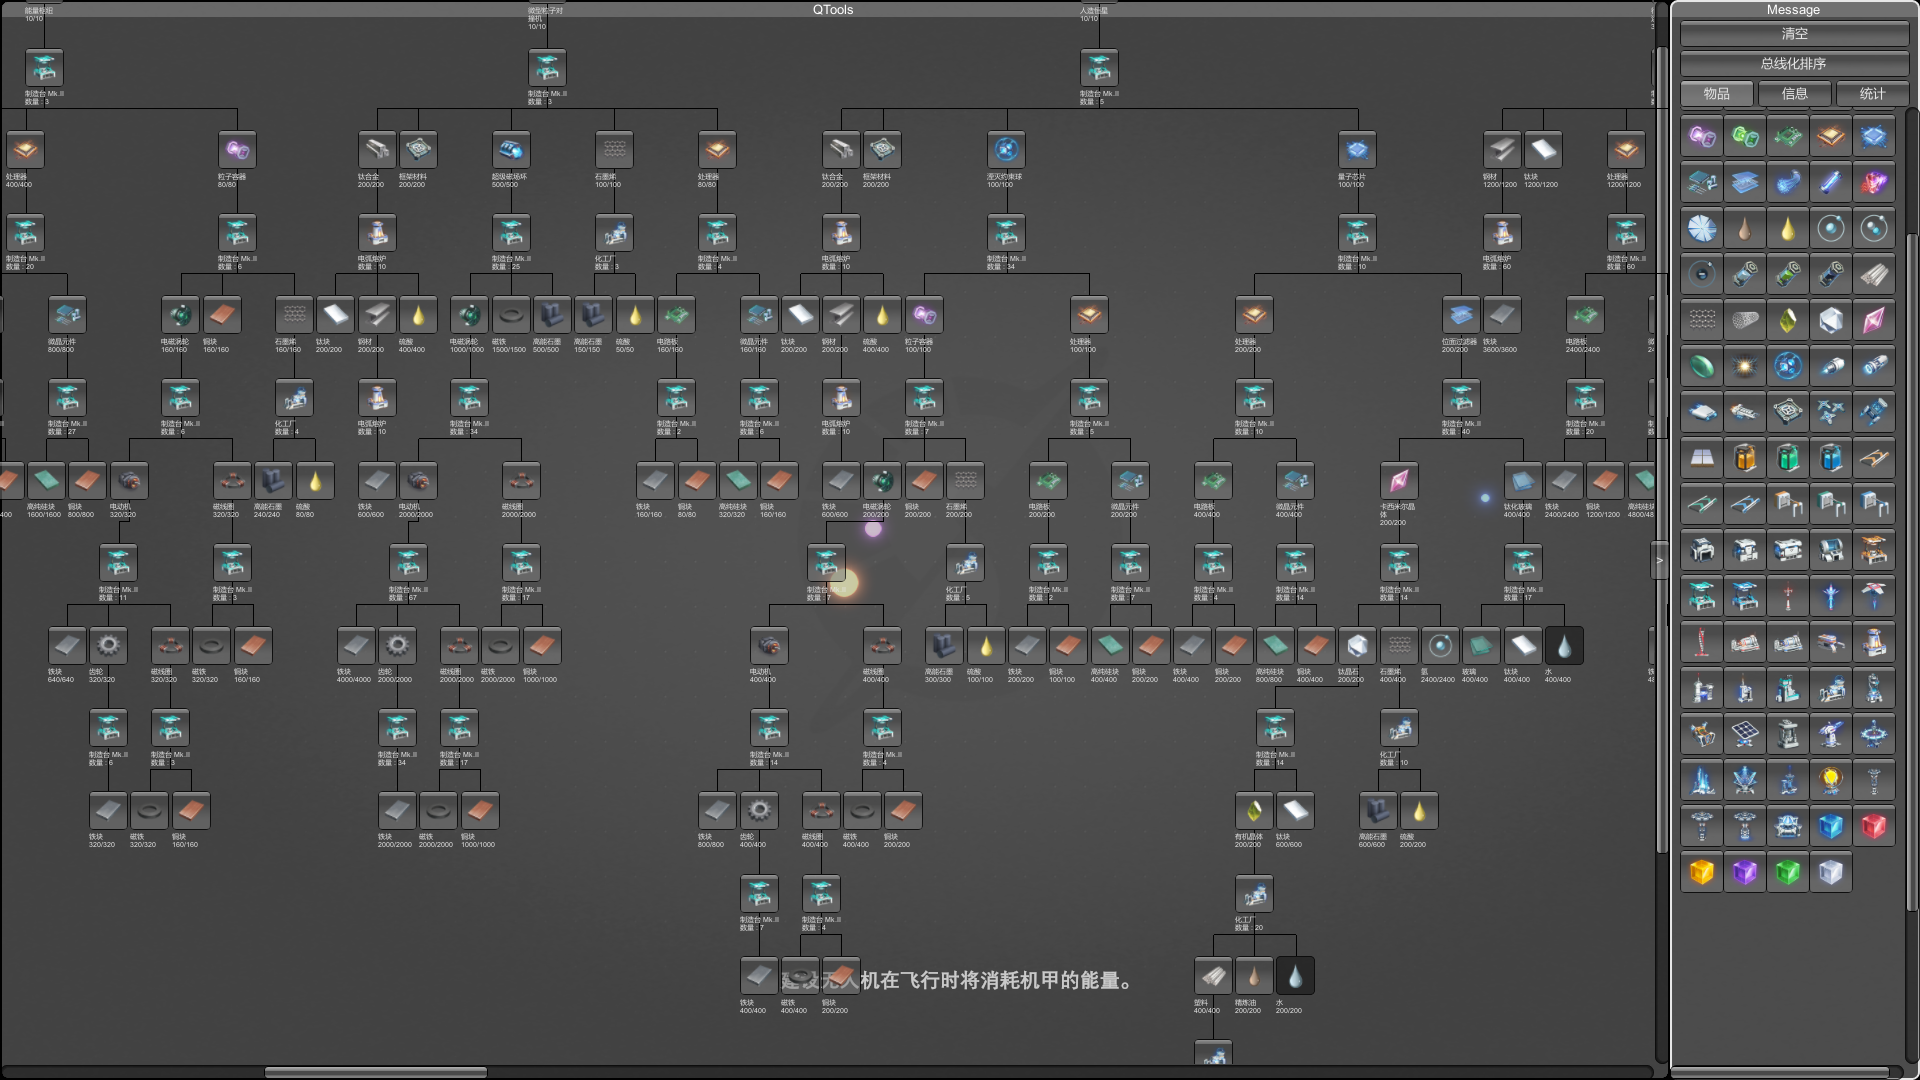 QTools
Message
清空
总线化排序
物品 信息 统计
能量枢纽
10/10
微型粒子对撞机
10/10
人造恒星
10/10
制造台 Mk.II 制造台 Mk.II 制造台 Mk.II
数量 : 3 数量 : 3 数量 : 5
处理器 粒子容器 钛合金 框架材料 超级磁场环 石墨烯 处理器 钛合金 框架材料 湮灭约束球 量子芯片 钢材 钛块 处理器
400/400 80/80 200/200 200/200 500/500 100/100 80/80 200/200 200/200 100/100 100/100 1200/1200 1200/1200 1200/1200
制造台 Mk.II 制造台 Mk.II 电弧熔炉 制造台 Mk.II 化工厂 制造台 Mk.II 电弧熔炉 制造台 Mk.II 制造台 Mk.II 电弧熔炉 制造台 Mk.II
数量 : 20 数量 : 6 数量 : 10 数量 : 25 数量 : 3 数量 : 4 数量 : 10 数量 : 34 数量 : 10 数量 : 60 数量 : 60
微晶元件 电磁涡轮 铜块 石墨烯 钛块 钢材 硫酸 电磁涡轮 磁铁 高能石墨 高能石墨 硫酸 电路板 微晶元件 钛块 钢材 硫酸 粒子容器 处理器 处理器 位面过滤器 铁块 电路板
800/800 160/160 160/160 160/160 200/200 200/200 400/400 1000/1000 1500/1500 500/500 150/150 50/50 160/160 160/160 200/200 200/200 400/400 100/100 100/100 200/200 200/200 3600/3600 2400/2400
制造台 Mk.II 制造台 Mk.II 化工厂 电弧熔炉 制造台 Mk.II 制造台 Mk.II 制造台 Mk.II 电弧熔炉 制造台 Mk.II 制造台 Mk.II 制造台 Mk.II 制造台 Mk.II 制造台 Mk.II
数量 : 27 数量 : 6 数量 : 4 数量 : 10 数量 : 34 数量 : 2 数量 : 6 数量 : 10 数量 : 7 数量 : 5 数量 : 10 数量 : 40 数量 : 20
高纯硅块 铜块 电动机 磁线圈 高能石墨 硫酸 铁块 电动机 磁线圈 铁块 铜块 高纯硅块 铜块 铁块 电磁涡轮 铜块 石墨烯 电路板 微晶元件 电路板 微晶元件 卡西米尔晶体 钛化玻璃 铁块 铜块 高纯硅块
1600/1600 800/800 320/320 320/320 240/240 80/80 600/600 2000/2000 2000/2000 160/160 80/80 320/320 160/160 600/600 200/200 200/200 200/200 200/200 200/200 400/400 400/400 200/200 400/400 2400/2400 1200/1200
制造台 Mk.II 制造台 Mk.II 制造台 Mk.II 制造台 Mk.II 制造台 Mk.II 化工厂 制造台 Mk.II 制造台 Mk.II 制造台 Mk.II 制造台 Mk.II 制造台 Mk.II 制造台 Mk.II
数量 : 11 数量 : 3 数量 : 67 数量 : 17 数量 : 7 数量 : 5 数量 : 2 数量 : 7 数量 : 4 数量 : 14 数量 : 14 数量 : 17
铁块 齿轮 磁线圈 磁铁 铜块 铁块 齿轮 磁线圈 磁铁 铜块 电动机 磁线圈 高能石墨 硫酸 铁块 铜块 高纯硅块 铜块 铁块 铜块 高纯硅块 铜块 钛晶石 石墨烯 氢 玻璃 钛块 水
640/640 320/320 320/320 320/320 160/160 4000/4000 2000/2000 2000/2000 2000/2000 1000/1000 400/400 400/400 300/300 100/100 200/200 100/100 400/400 200/200 400/400 200/200 800/800 400/400 200/200 400/400 2400/2400 400/400 400/400 400/400
制造台 Mk.II 制造台 Mk.II 制造台 Mk.II 制造台 Mk.II 制造台 Mk.II 制造台 Mk.II 制造台 Mk.II 化工厂
数量 : 6 数量 : 3 数量 : 34 数量 : 17 数量 : 14 数量 : 4 数量 : 14 数量 : 10
铁块 磁铁 铜块 铁块 磁铁 铜块 铁块 齿轮 磁线圈 磁铁 铜块 有机晶体 钛块 高能石墨 硫酸
320/320 320/320 160/160 2000/2000 2000/2000 1000/1000 800/800 400/400 400/400 400/400 200/200 200/200 600/600 600/600 200/200
制造台 Mk.II 制造台 Mk.II 化工厂
数量 : 7 数量 : 4 数量 : 20
建设无人机在飞行时将消耗机甲的能量。
铁块 磁铁 铜块 塑料 精炼油 水
400/400 400/400 200/200 400/400 200/200 200/200